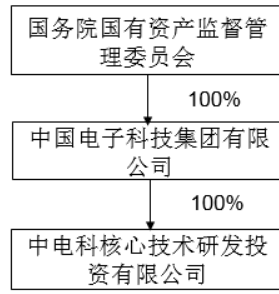 国务院国有资产监督管
理委员会
100%
中国电子科技集团有限
公司
100%
中电科核心技术研发投
资有限公司